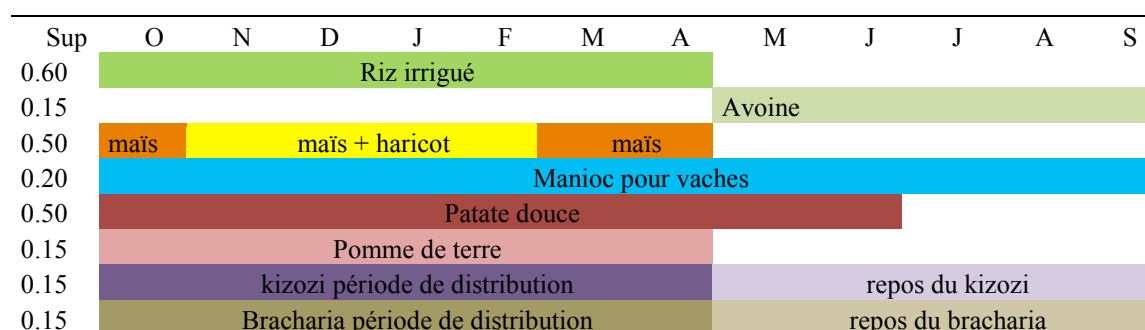 Sup O N D J F M A M J J A S
0.60 Riz irrigué
0.15 Avoine
0.50 maïs maïs + haricot maïs
0.20 Manioc pour vaches
0.50 Patate douce
0.15 Pomme de terre
0.15 kizozi période de distribution repos du kizozi
0.15 Bracharia période de distribution repos du bracharia